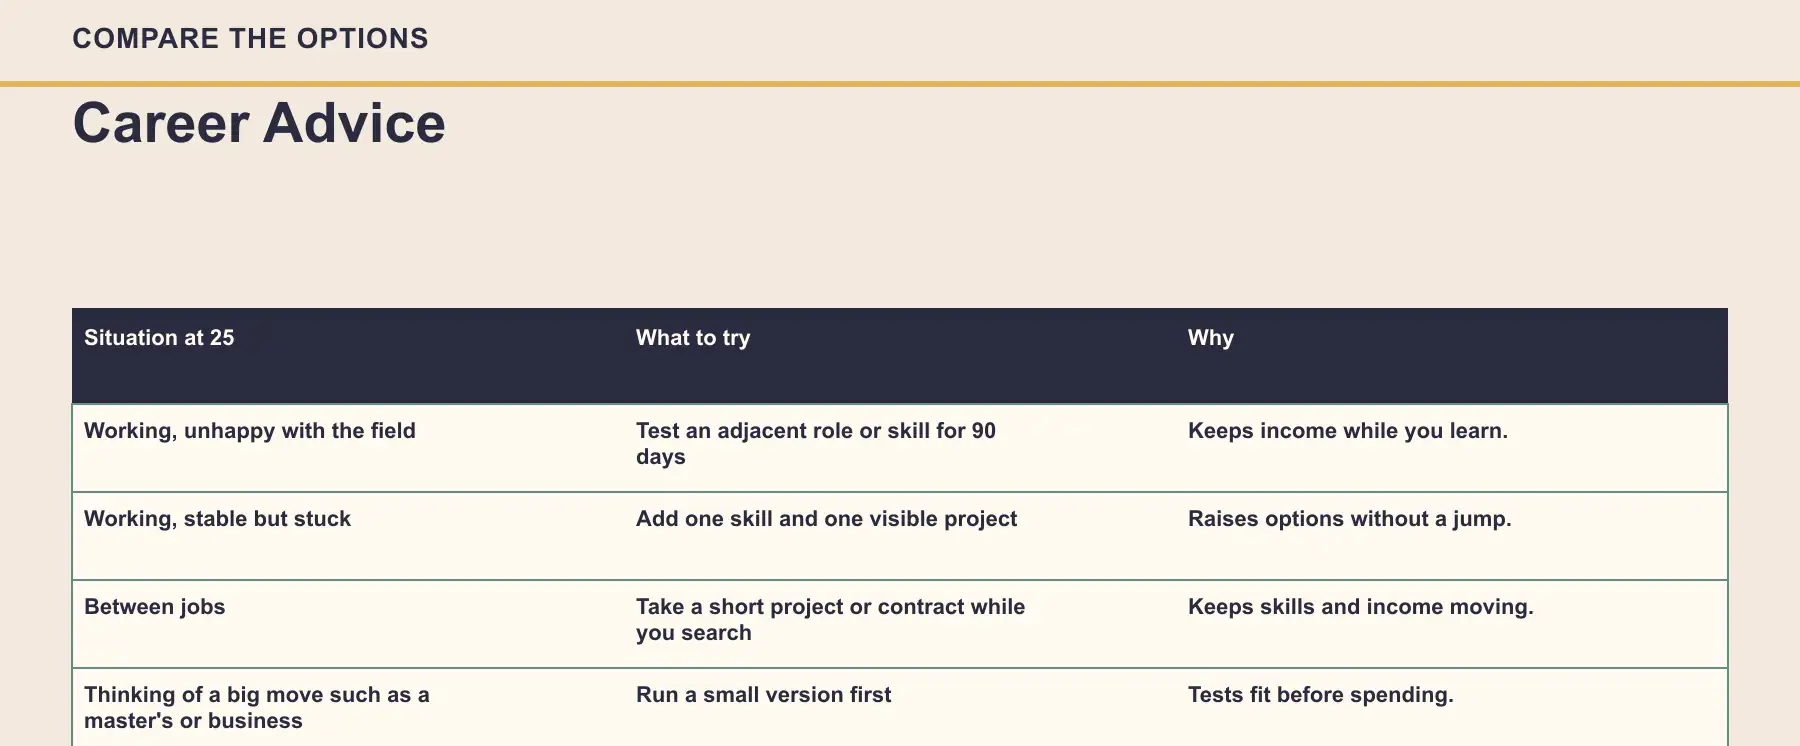 COMPARE THE OPTIONS
Career Advice
Situation at 25
What to try
Why
Working, unhappy with the field
Test an adjacent role or skill for 90
days
Keeps income while you learn.
Working, stable but stuck
Add one skill and one visible project
Raises options without a jump.
Between jobs
Take a short project or contract while
you search
Keeps skills and income moving.
Thinking of a big move such as a
master's or business
Run a small version first
Tests fit before spending.